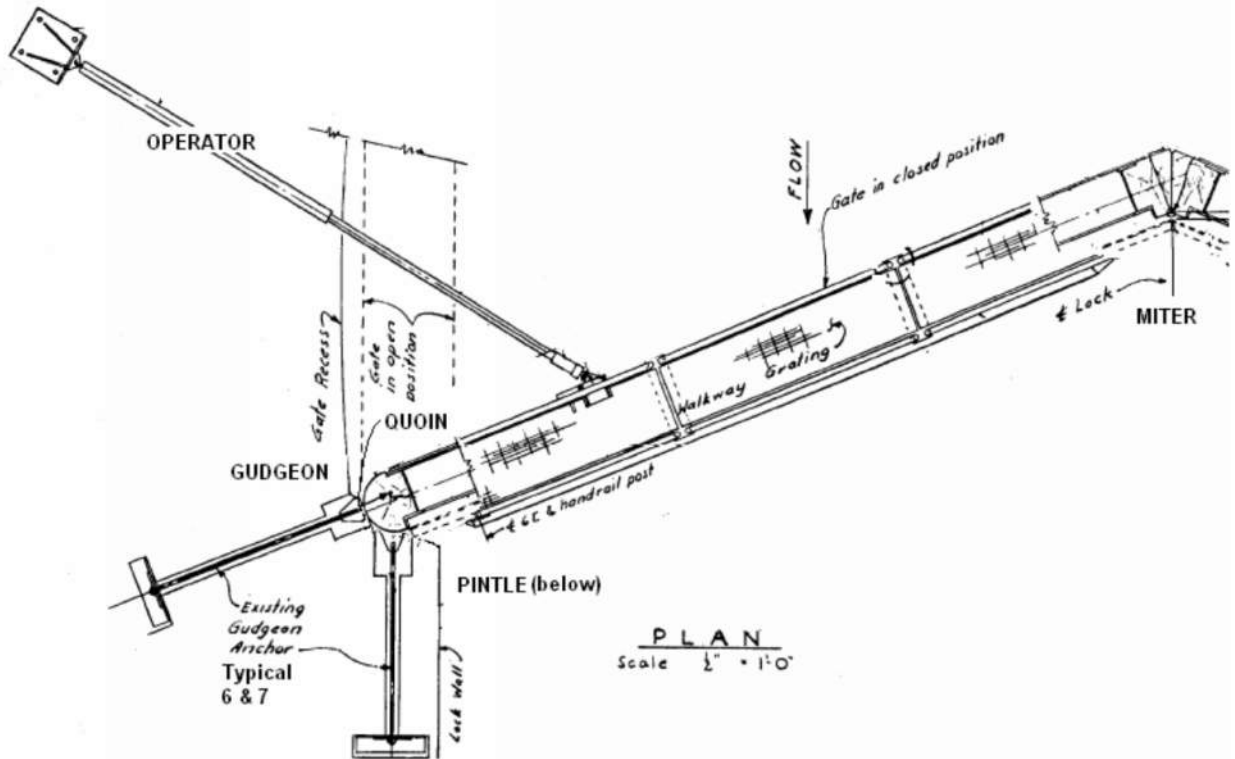 OPERATOR
FLOW
Gate in closed position
Gate Recess
Gate
in open
position
Walkway Grating
℄ Lock
MITER
QUOIN
GUDGEON
℄ GE & handrail post
PINTLE (below)
Existing
Gudgeon
Anchor
Typical
6 & 7
Lock Wall
PLAN
Scale ½" = 1'-0"